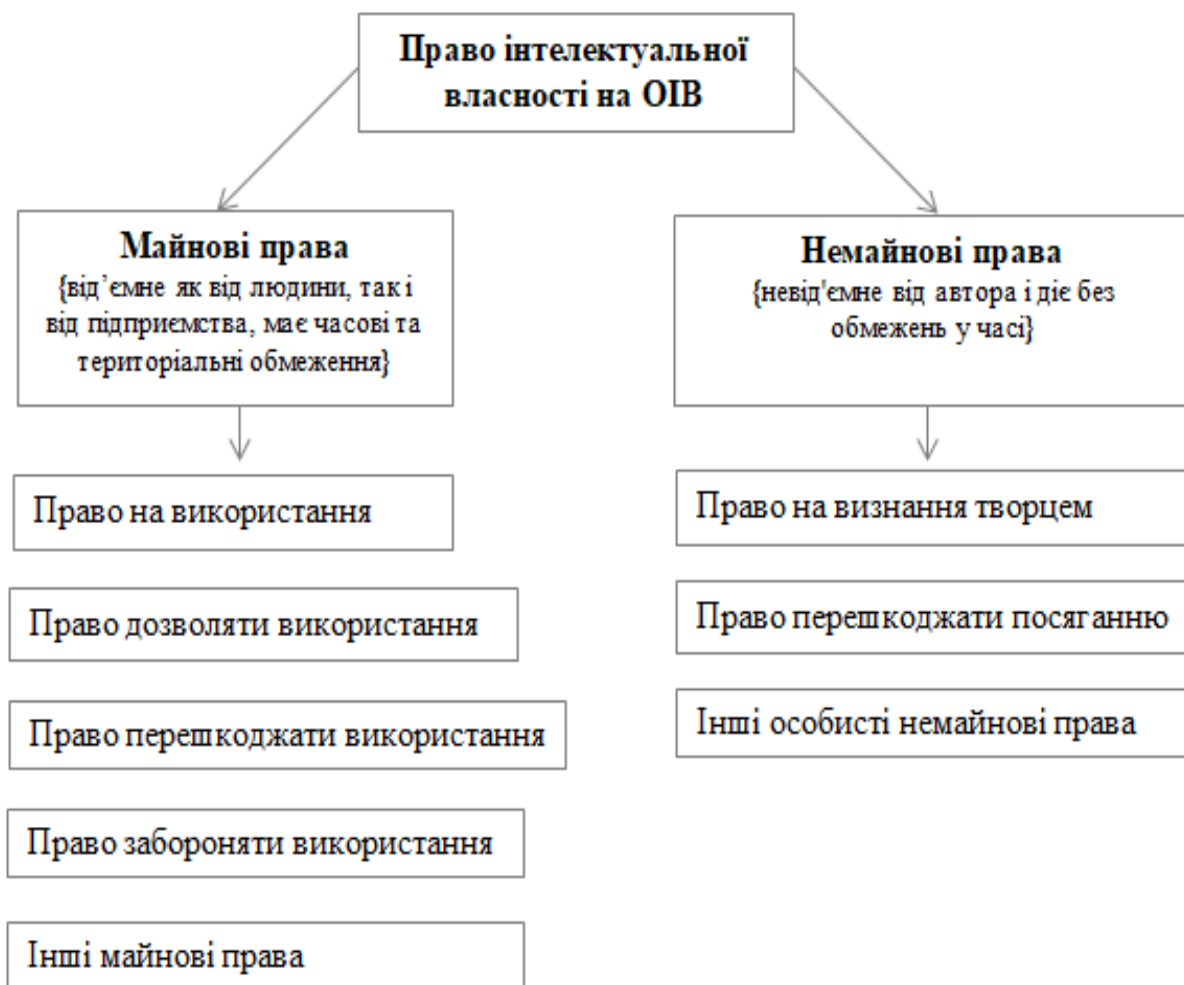 Право інтелектуальної
власності на ОІВ
Майнові права
{від’ємне як від людини, так і
від підприємства, має часові та
територіальні обмеження}
Право на використання
Право дозволяти використання
Право перешкоджати використання
Право забороняти використання
Інші майнові права
Немайнові права
{невід'ємне від автора і діє без
обмежень у часі}
Право на визнання творцем
Право перешкоджати посяганню
Інші особисті немайнові права